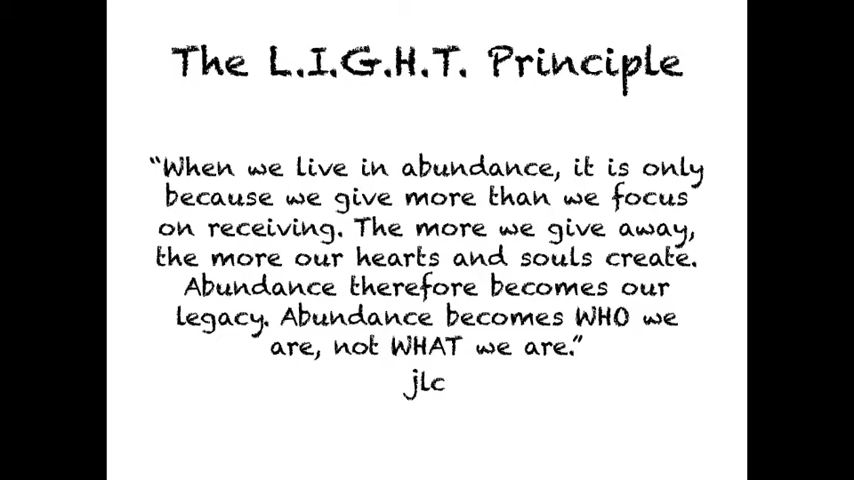 The L.I.G.H.T. Principle
“When we live in abundance, it is only
because we give more than we focus
on receiving. The more we give away,
the more our hearts and souls create.
Abundance therefore becomes our
legacy. Abundance becomes WHO we
are, not WHAT we are.”
jlc